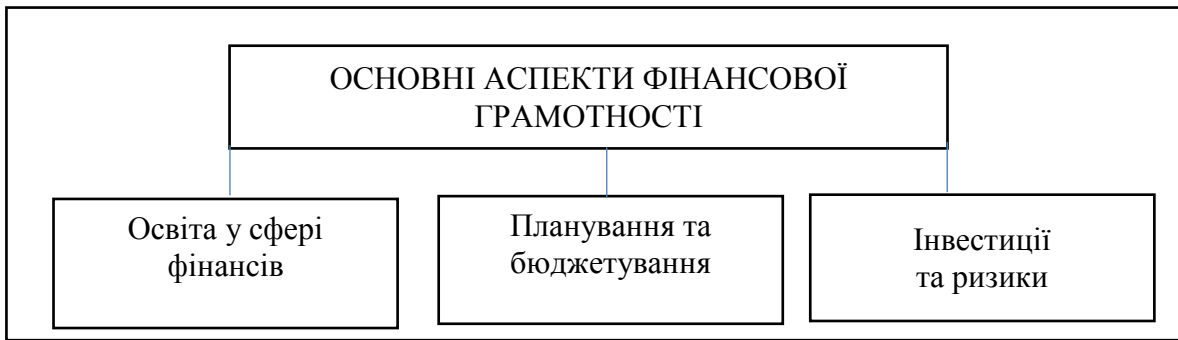 ОСНОВНІ АСПЕКТИ ФІНАНСОВОЇ
ГРАМОТНОСТІ
Освіта у сфері
фінансів
Планування та
бюджетування
Інвестиції
та ризики